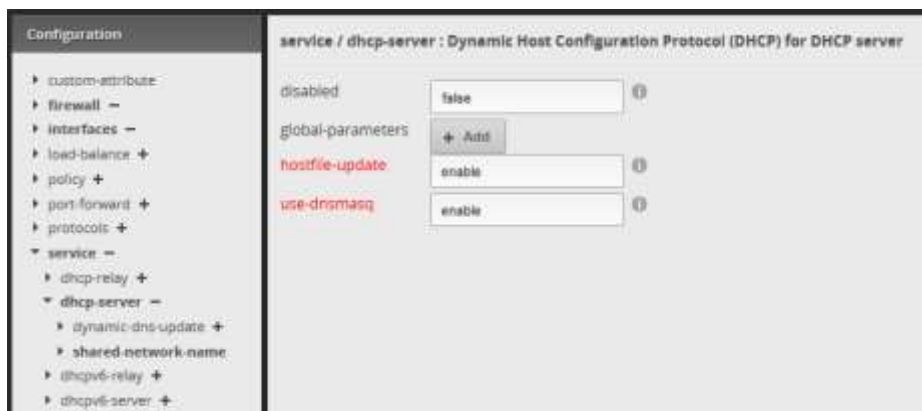 Configuration
custom-attribute
firewall −
interfaces −
load-balance +
policy +
port-forward +
protocols +
service −
dhcp-relay +
dhcp-server −
dynamic-dns-update +
shared-network-name
dhcpv6-relay +
dhcpv6-server +
service / dhcp-server : Dynamic Host Configuration Protocol (DHCP) for DHCP server
disabled false
global-parameters + Add
hostfile-update enable
use-dnsmasq enable